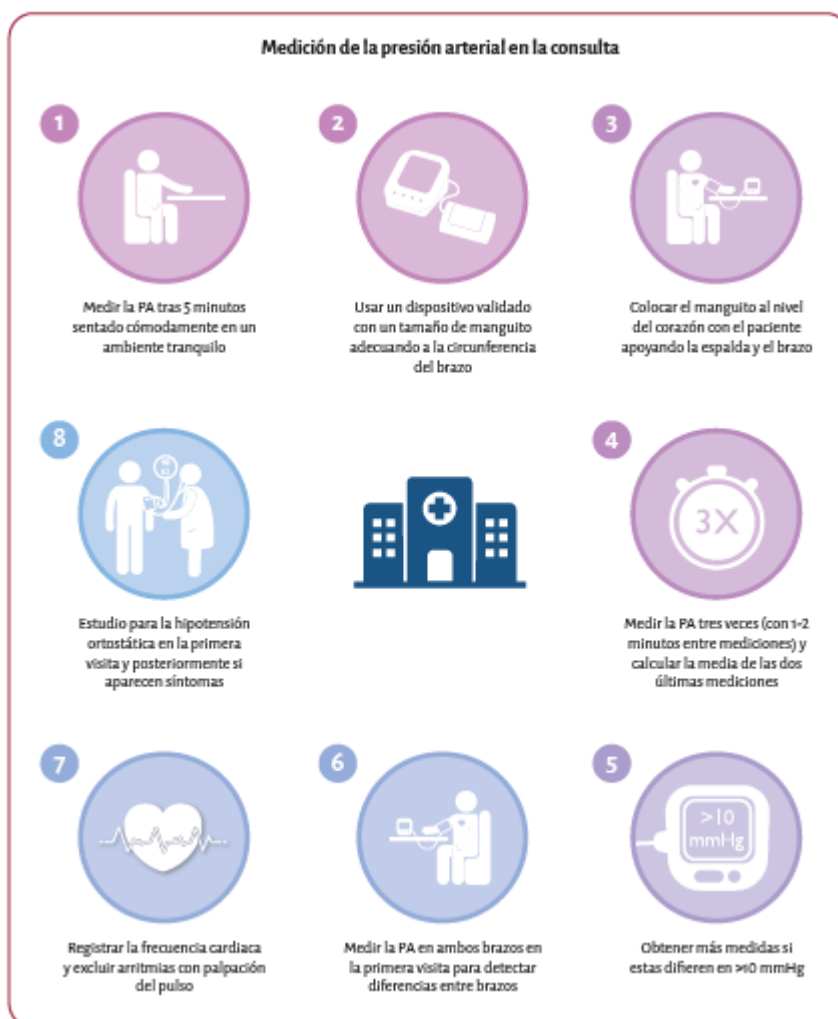 Medición de la presión arterial en la consulta
1
Medir la PA tras 5 minutos
sentado cómodamente en un
ambiente tranquilo
2
Usar un dispositivo validado
con un tamaño de manguito
adecuando a la circunferencia
del brazo
3
Colocar el manguito al nivel
del corazón con el paciente
apoyando la espalda y el brazo
4
3X
Medir la PA tres veces (con 1-2
minutos entre mediciones) y
calcular la media de las dos
últimas mediciones
5
>10
mmHg
Obtener más medidas si
estas difieren en >10 mmHg
6
Medir la PA en ambos brazos en
la primera visita para detectar
diferencias entre brazos
7
Registrar la frecuencia cardiaca
y excluir arritmias con palpación
del pulso
8
Estudio para la hipotensión
ortostática en la primera
visita y posteriormente si
aparecen síntomas